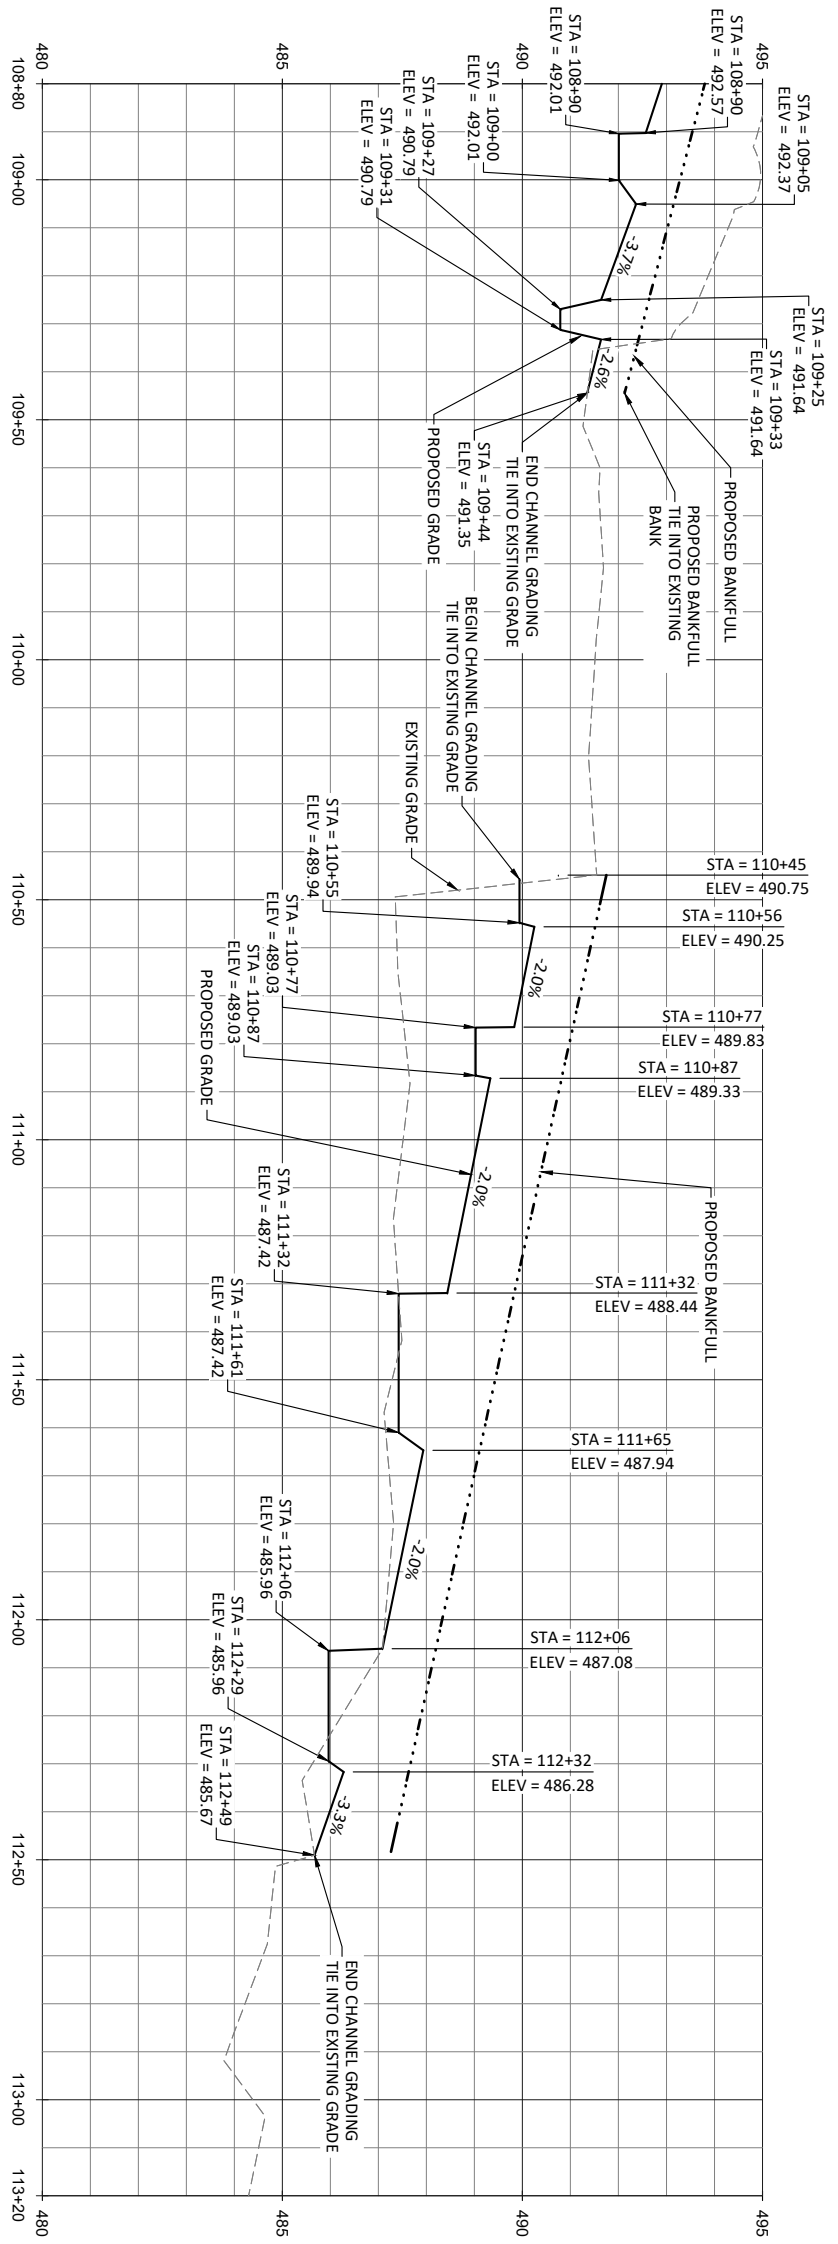 495
490
485
480
108+80
109+00
109+50
110+00
110+50
111+00
111+50
112+00
112+50
113+00
113+20
495
490
485
480
STA = 108+90
ELEV = 492.57
STA = 108+90
ELEV = 492.01
STA = 109+00
ELEV = 492.01
STA = 109+05
ELEV = 492.37
-3.7%
STA = 109+25
ELEV = 491.64
STA = 109+27
ELEV = 490.79
STA = 109+31
ELEV = 490.79
STA = 109+33
ELEV = 491.64
-2.6%
STA = 109+44
ELEV = 491.35
PROPOSED GRADE
END CHANNEL GRADING
TIE INTO EXISTING GRADE
PROPOSED BANKFULL
PROPOSED BANKFULL
TIE INTO EXISTING
BANK
BEGIN CHANNEL GRADING
TIE INTO EXISTING GRADE
EXISTING GRADE
STA = 110+45
ELEV = 490.75
STA = 110+55
ELEV = 489.94
STA = 110+56
ELEV = 490.25
-2.0%
STA = 110+77
ELEV = 489.83
STA = 110+77
ELEV = 489.03
STA = 110+87
ELEV = 489.03
STA = 110+87
ELEV = 489.33
PROPOSED GRADE
-2.0%
PROPOSED BANKFULL
STA = 111+32
ELEV = 488.44
STA = 111+32
ELEV = 487.42
STA = 111+61
ELEV = 487.42
STA = 111+65
ELEV = 487.94
-2.0%
STA = 112+06
ELEV = 487.08
STA = 112+06
ELEV = 485.96
STA = 112+29
ELEV = 485.96
STA = 112+32
ELEV = 486.28
-3.3%
STA = 112+49
ELEV = 485.67
END CHANNEL GRADING
TIE INTO EXISTING GRADE